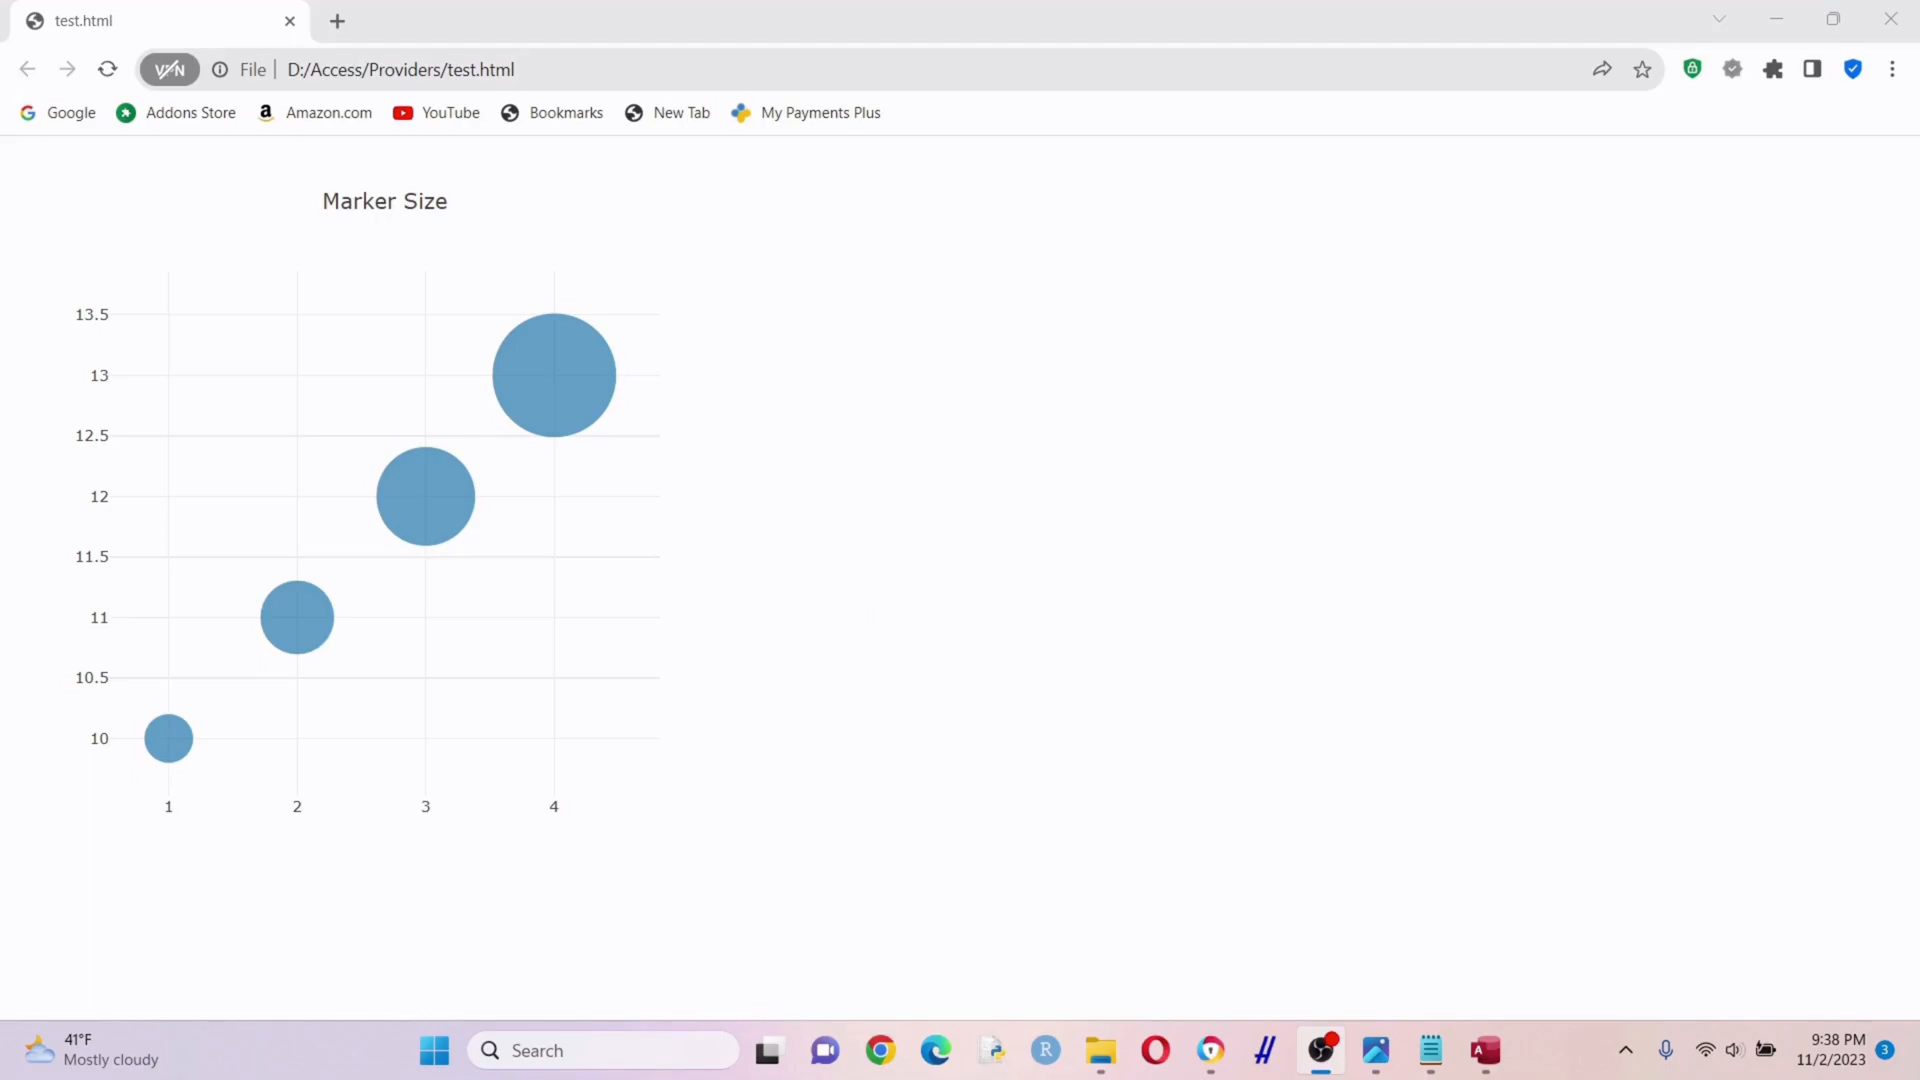 test.html
VPN File D:/Access/Providers/test.html
Google Addons Store Amazon.com YouTube Bookmarks New Tab My Payments Plus
Marker Size
13.5
13
12.5
12
11.5
11
10.5
10
1 2 3 4
41°F
Mostly cloudy
Search
R
A
9:38 PM
11/2/2023
3